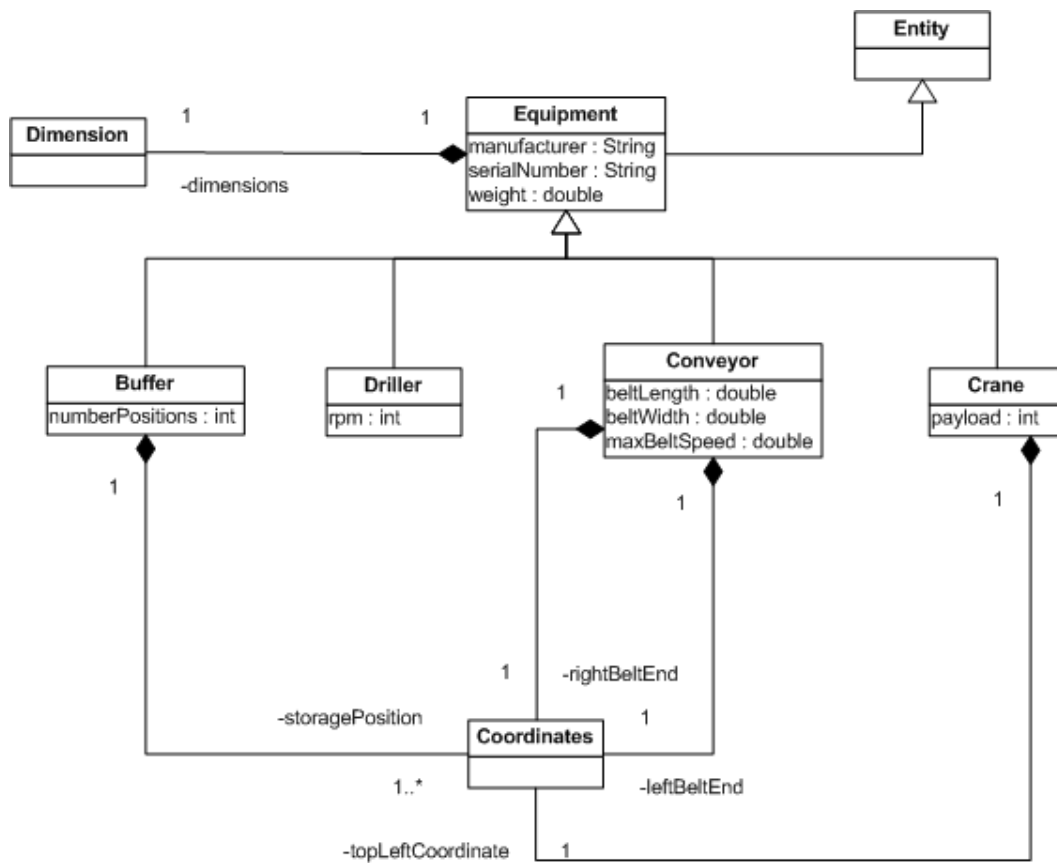 Entity
Equipment
manufacturer : String
serialNumber : String
weight : double
1
1
Dimension
-dimensions
Buffer
numberPositions : int
Driller
rpm : int
Conveyor
beltLength : double
beltWidth : double
maxBeltSpeed : double
Crane
payload : int
1
1
1
1
1
-rightBeltEnd
-storagePosition
1
Coordinates
1..*
-leftBeltEnd
-topLeftCoordinate
1